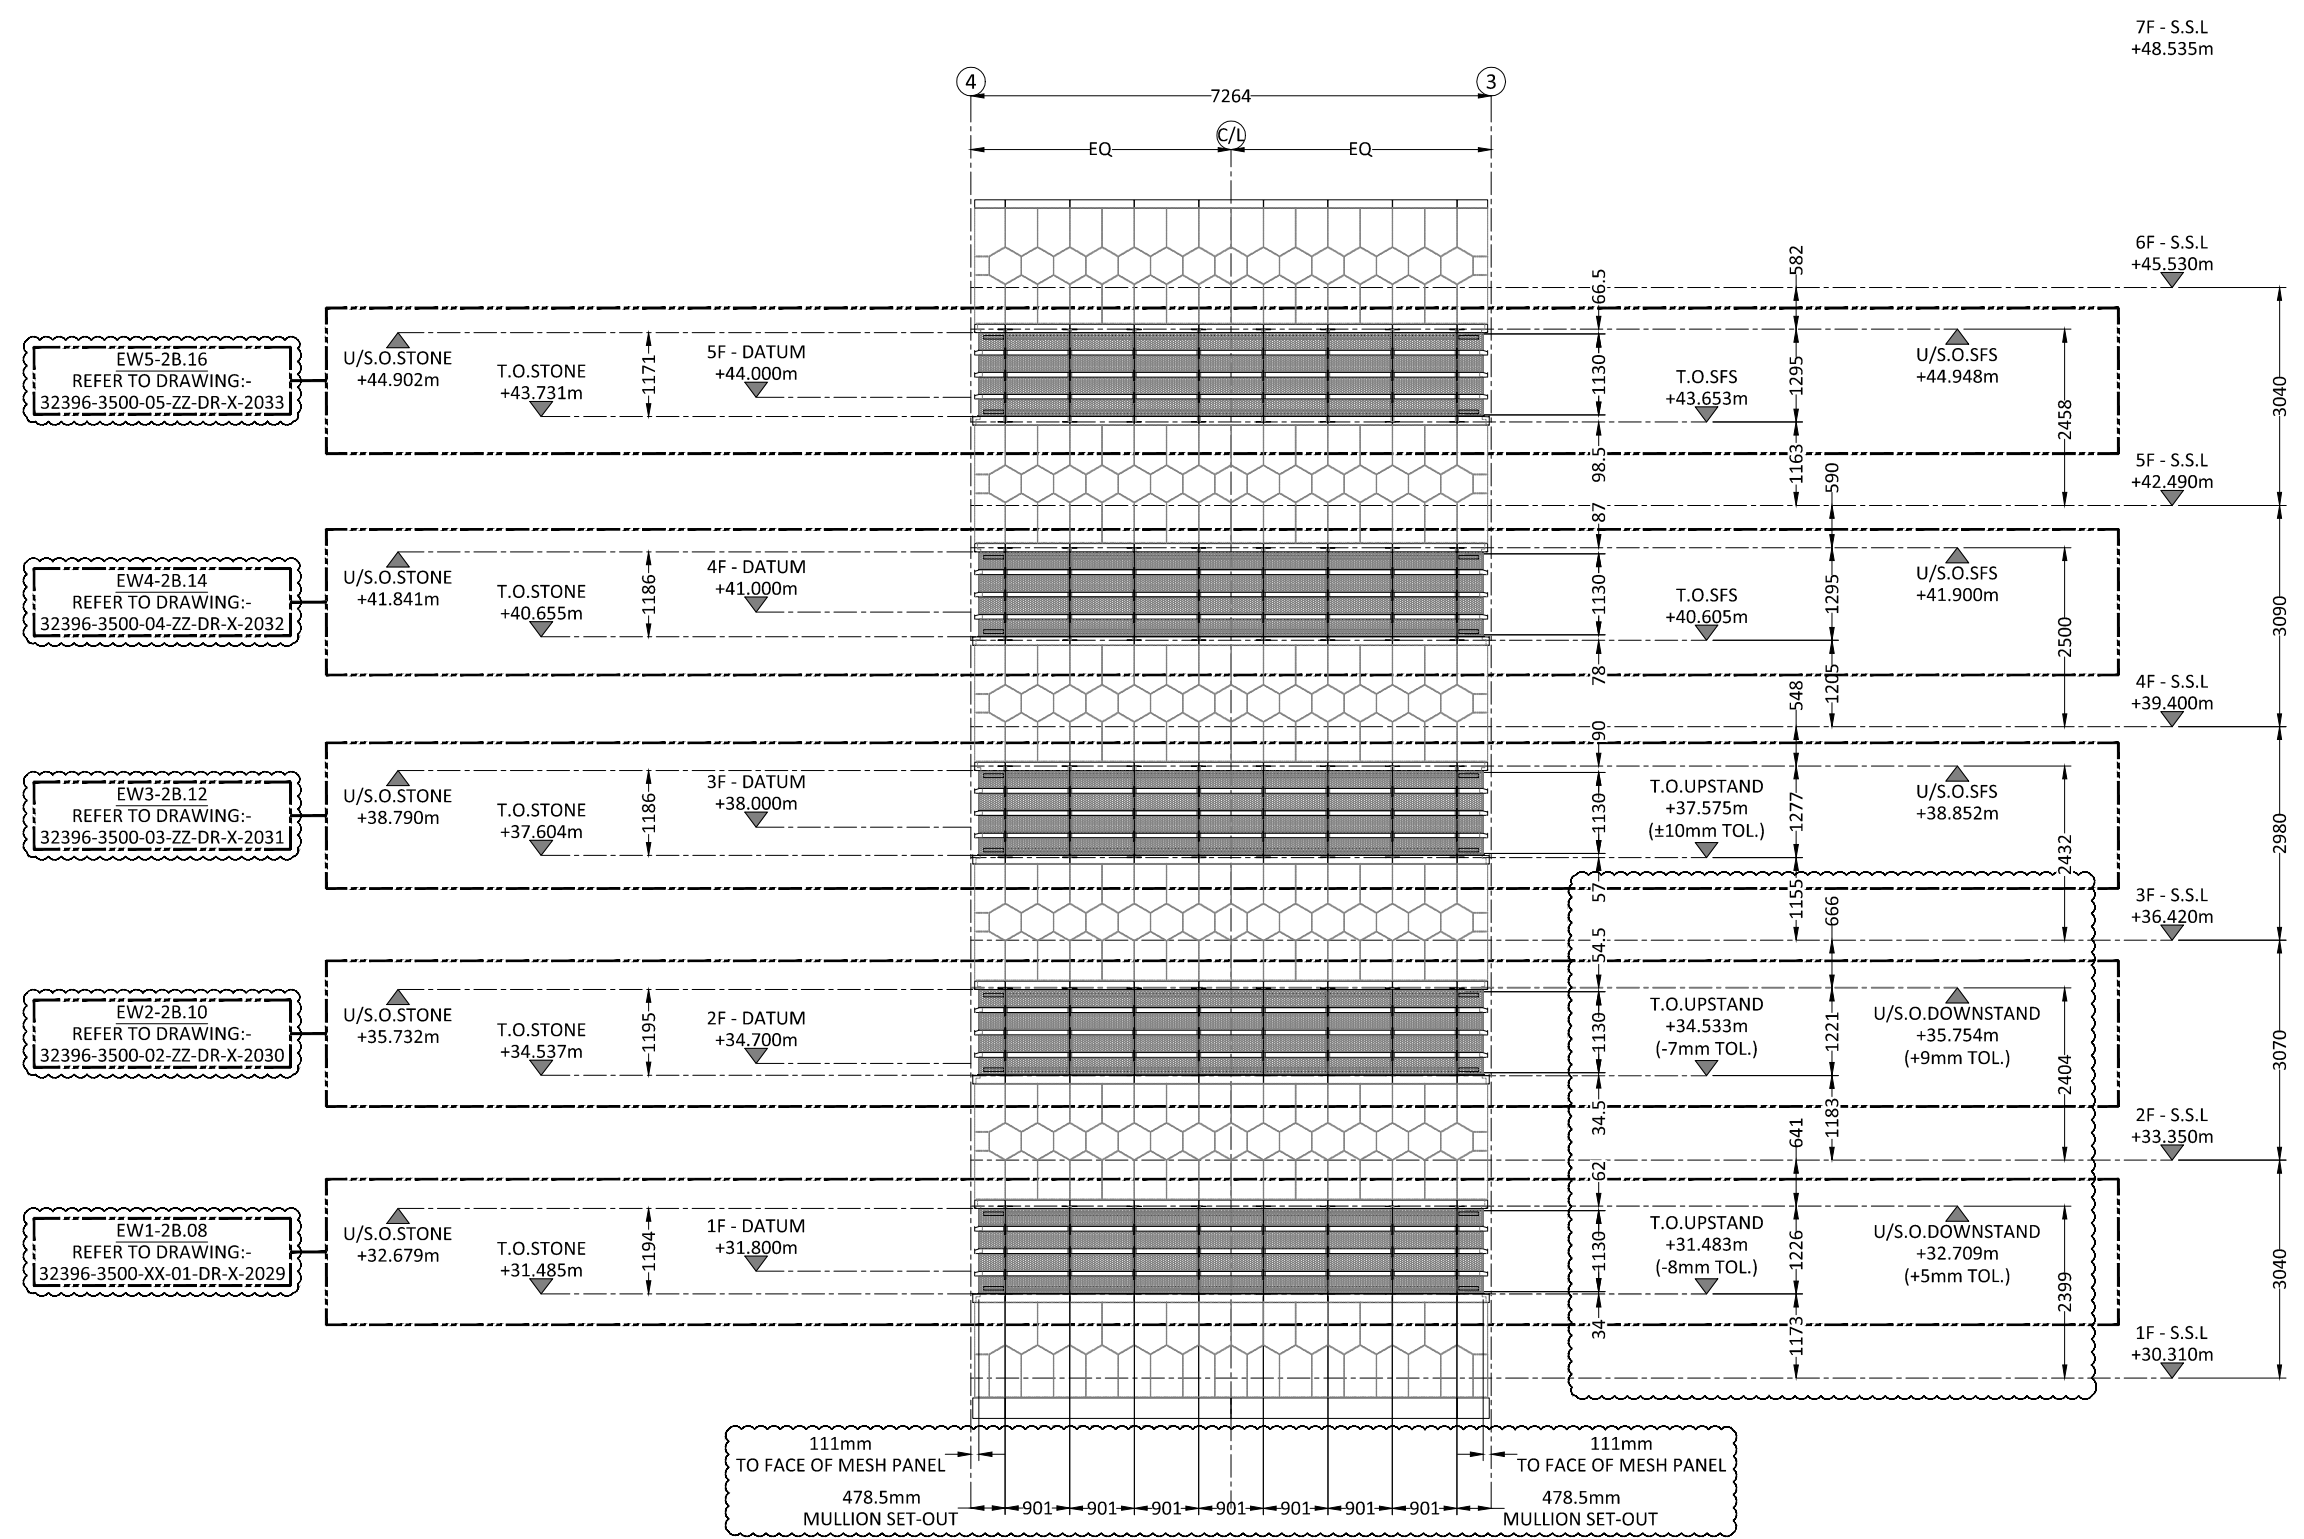 7F - S.S.L
+48.535m
4
3
7264
C/L
EQ
EQ
6F - S.S.L
+45.530m
582
66.5
EW5-2B.16
REFER TO DRAWING:-
32396-3500-05-ZZ-DR-X-2033
U/S.O.STONE
+44.902m
T.O.STONE
+43.731m
1171
5F - DATUM
+44.000m
1130
98.5
T.O.SFS
+43.653m
1295
1163
U/S.O.SFS
+44.948m
2458
3040
5F - S.S.L
+42.490m
590
87
EW4-2B.14
REFER TO DRAWING:-
32396-3500-04-ZZ-DR-X-2032
U/S.O.STONE
+41.841m
T.O.STONE
+40.655m
1186
4F - DATUM
+41.000m
1130
78
T.O.SFS
+40.605m
1295
1205
U/S.O.SFS
+41.900m
2500
3090
4F - S.S.L
+39.400m
548
90
EW3-2B.12
REFER TO DRAWING:-
32396-3500-03-ZZ-DR-X-2031
U/S.O.STONE
+38.790m
T.O.STONE
+37.604m
1186
3F - DATUM
+38.000m
1130
57
T.O.UPSTAND
+37.575m
(±10mm TOL.)
1277
1155
U/S.O.SFS
+38.852m
2432
2980
3F - S.S.L
+36.420m
666
54.5
EW2-2B.10
REFER TO DRAWING:-
32396-3500-02-ZZ-DR-X-2030
U/S.O.STONE
+35.732m
T.O.STONE
+34.537m
1195
2F - DATUM
+34.700m
1130
34.5
T.O.UPSTAND
+34.533m
(-7mm TOL.)
1221
1183
U/S.O.DOWNSTAND
+35.754m
(+9mm TOL.)
2404
3070
2F - S.S.L
+33.350m
641
62
EW1-2B.08
REFER TO DRAWING:-
32396-3500-XX-01-DR-X-2029
U/S.O.STONE
+32.679m
T.O.STONE
+31.485m
1194
1F - DATUM
+31.800m
1130
34
T.O.UPSTAND
+31.483m
(-8mm TOL.)
1226
1173
U/S.O.DOWNSTAND
+32.709m
(+5mm TOL.)
2399
3040
1F - S.S.L
+30.310m
111mm
TO FACE OF MESH PANEL
111mm
TO FACE OF MESH PANEL
478.5mm
MULLION SET-OUT
901 901 901 901 901 901 901
478.5mm
MULLION SET-OUT